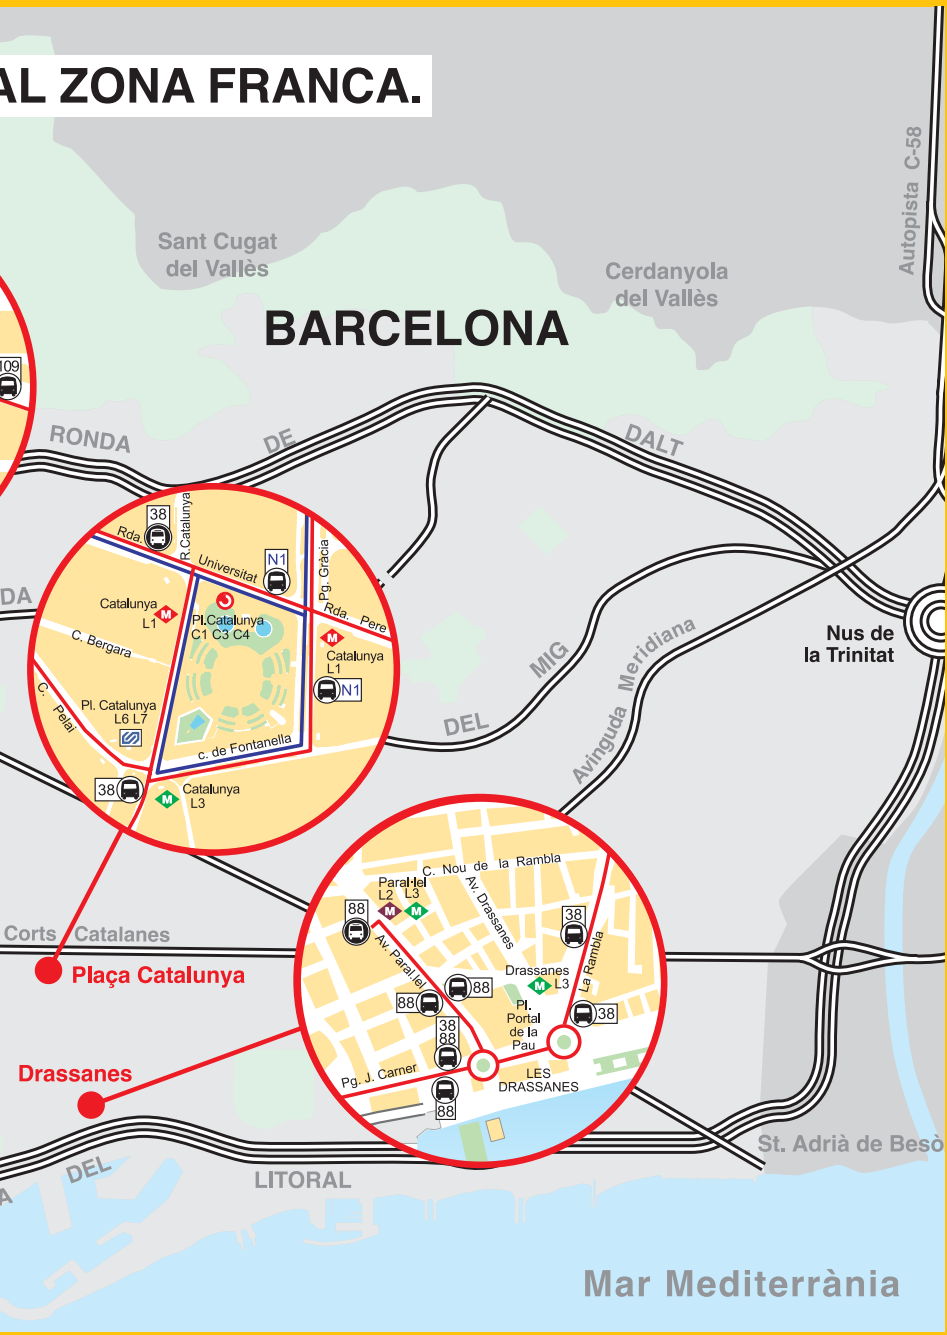 AL ZONA FRANCA.
Autopista C-58
Sant Cugat
del Vallès
Cerdanyola
del Vallès
BARCELONA
109
RONDA
DE
DALT
38
R.Catalunya
Rda.
Universitat
N1
Pg. Gràcia
Rda. Pere
DA
Catalunya
L1
Pl.Catalunya
C1 C3 C4
C. Bergara
Catalunya
L1
N1
C. Pelai
Pl. Catalunya
L6 L7
c. de Fontanella
38
Catalunya
L3
MIG
DEL
Avinguda Meridiana
Nus de
la Trinitat
C. Nou de la Rambla
Paral·lel
L2 L3
88
Av. Drassanes
38
Av. Paral.lel
La Rambla
Drassanes
L3
88
88
38
Pl.
Portal
de la
Pau
38
88
Pg. J. Carner
LES
DRASSANES
88
Corts Catalanes
Plaça Catalunya
Drassanes
St. Adrià de Besò
A
DEL
LITORAL
Mar Mediterrània